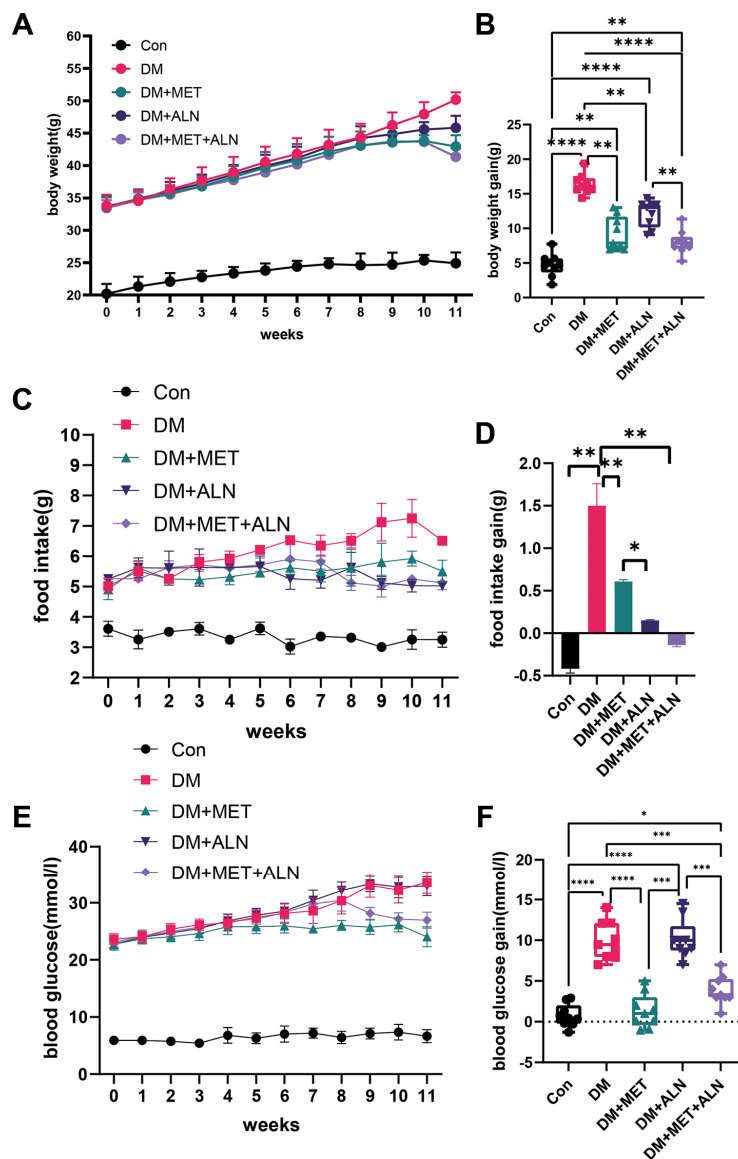 A
Con
DM
DM+MET
DM+ALN
DM+MET+ALN
body weight(g)
60
55
50
45
40
35
30
25
20
0 1 2 3 4 5 6 7 8 9 10 11
weeks
B
**
****
****
**
**
**** **
**
body weight gain(g)
25
20
15
10
5
0
Con
DM
DM+MET
DM+ALN
DM+MET+ALN
C
Con
DM
DM+MET
DM+ALN
DM+MET+ALN
food intake(g)
10
9
8
7
6
5
4
3
2
0 1 2 3 4 5 6 7 8 9 10 11
weeks
D
**
** **
*
food intake gain(g)
2.0
1.5
1.0
0.5
0.0
-0.5
Con
DM
DM+MET
DM+ALN
DM+MET+ALN
E
Con
DM
DM+MET
DM+ALN
DM+MET+ALN
blood glucose(mmol/l)
40
30
20
10
0
0 1 2 3 4 5 6 7 8 9 10 11
weeks
F
*
***
****
**** **** *** ***
blood glucose gain(mmol/l)
20
15
10
5
0
-5
Con
DM
DM+MET
DM+ALN
DM+MET+ALN